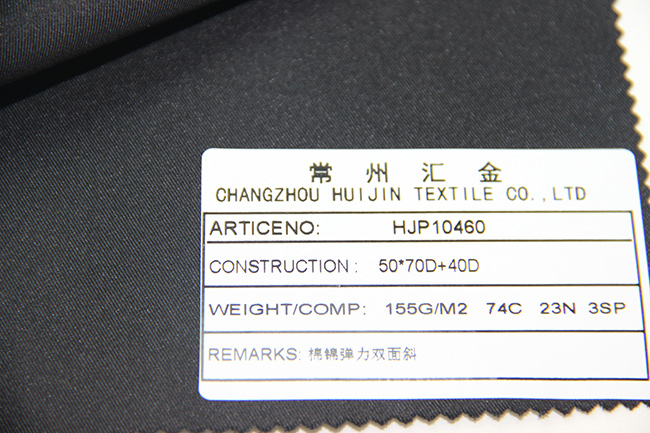 常州汇金
CHANGZHOU HUIJIN TEXTILE CO.,LTD
ARTICENO: HJP10460
CONSTRUCTION: 50*70D+40D
WEIGHT/COMP: 155G/M2 74C 23N 3SP
REMARKS: 棉锦弹力双面斜